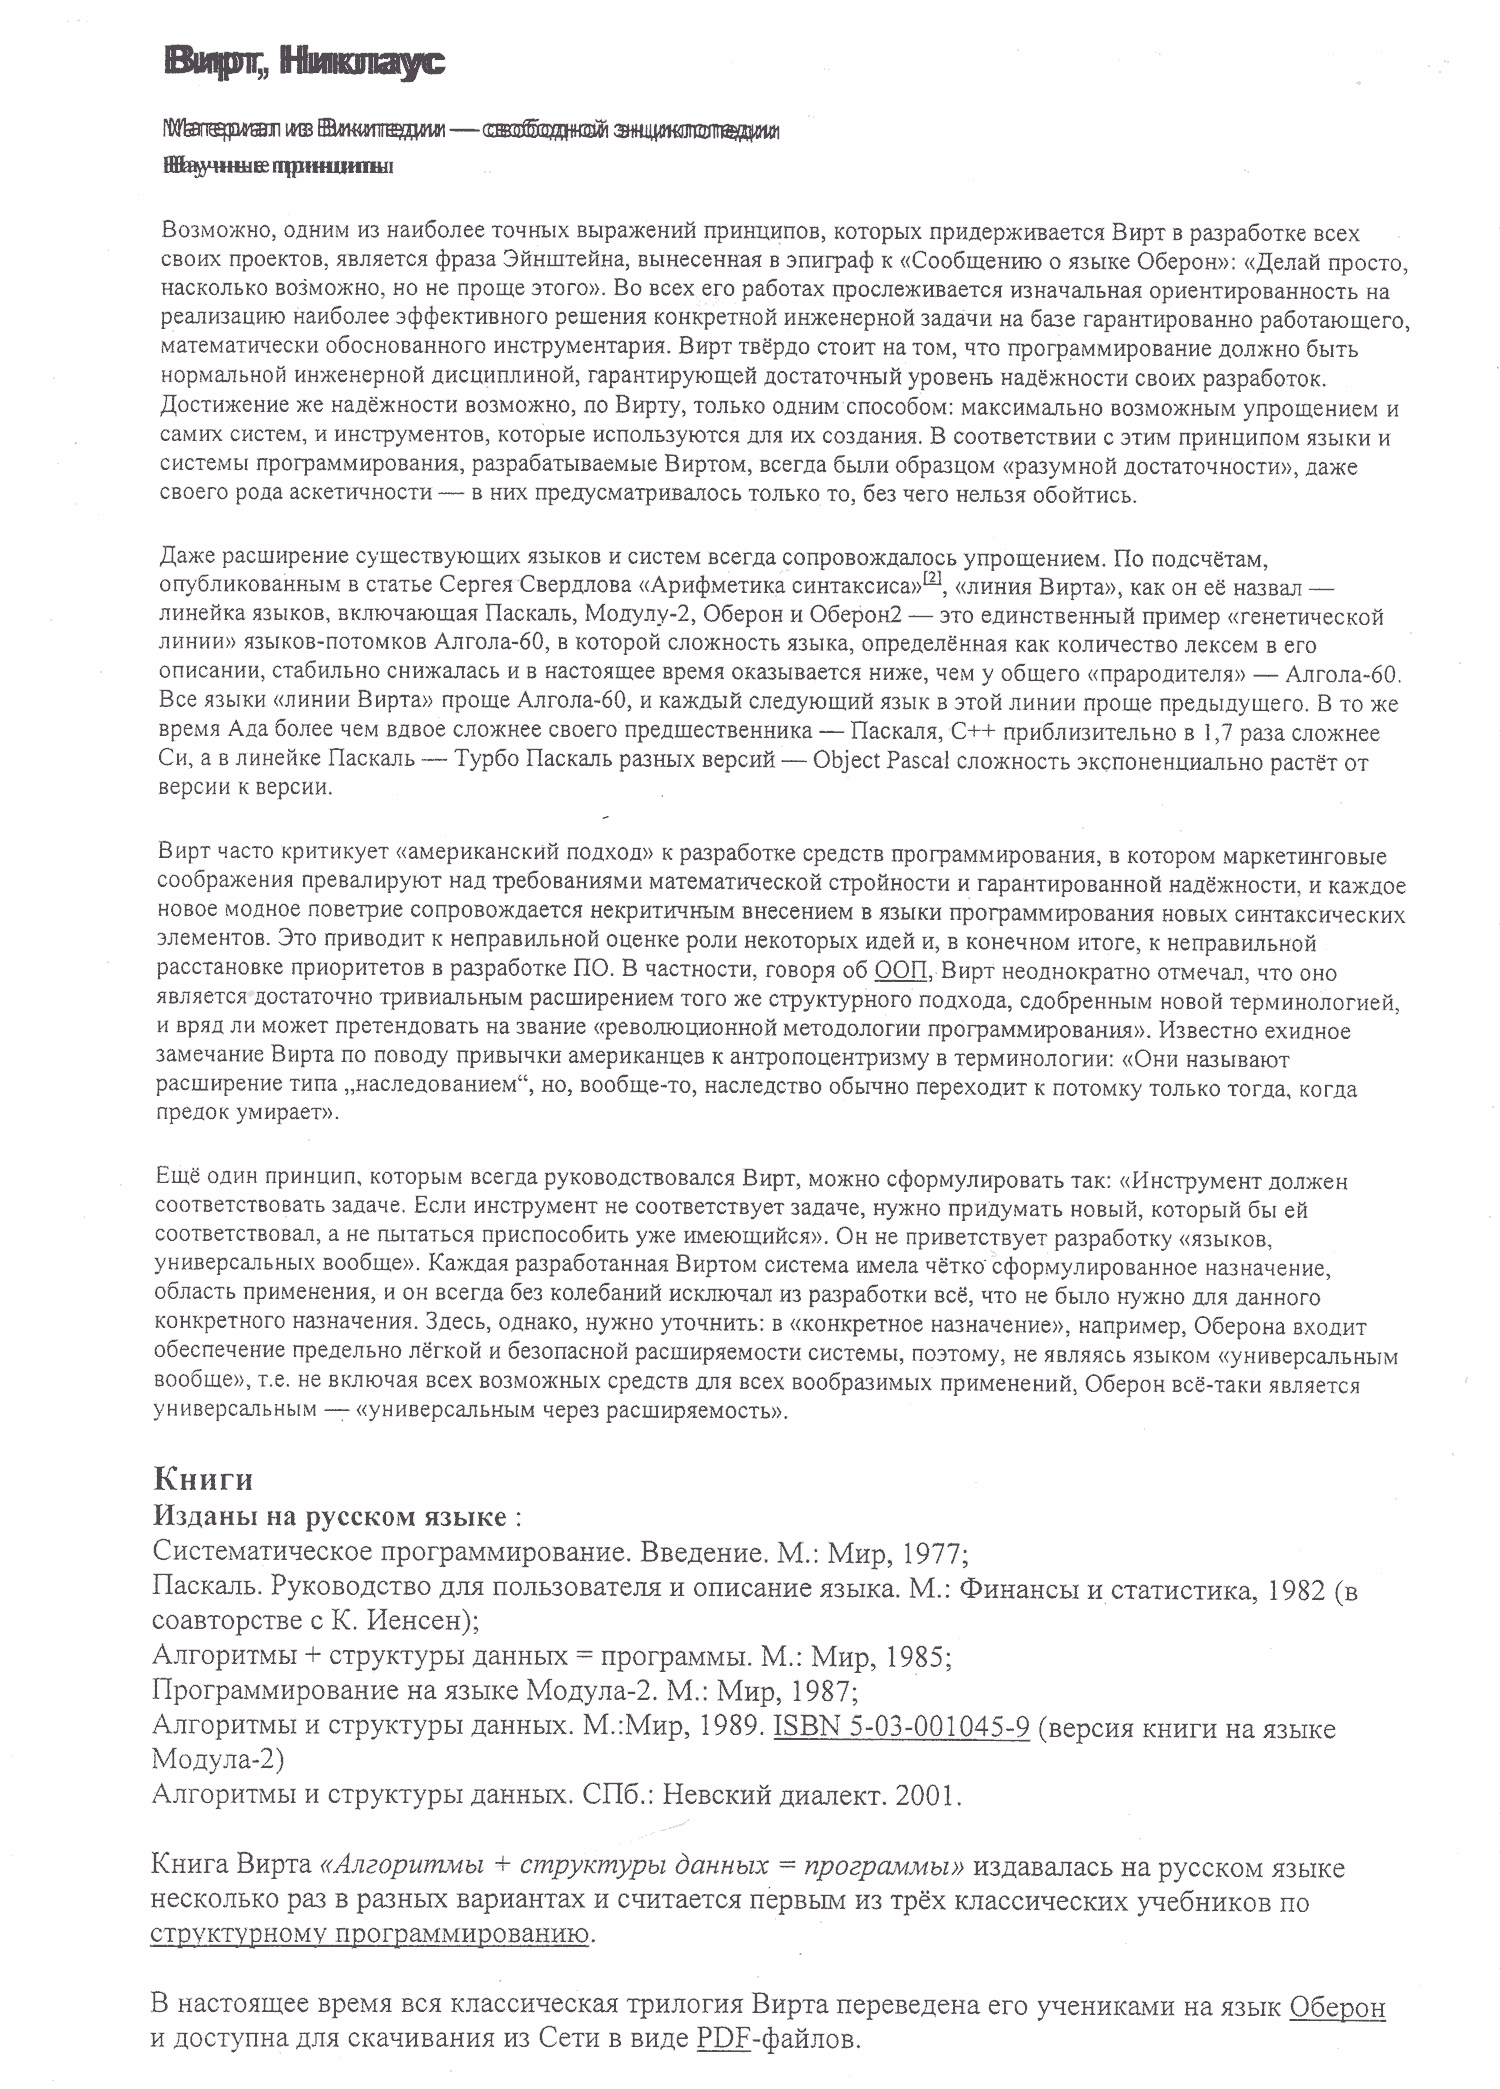 Вирт, Никлаус
Материал из Википедии — свободной энциклопедии
Научные принципы
Возможно, одним из наиболее точных выражений принципов, которых придерживается Вирт в разработке всех
своих проектов, является фраза Эйнштейна, вынесенная в эпиграф к «Сообщению о языке Оберон»: «Делай просто,
насколько возможно, но не проще этого». Во всех его работах прослеживается изначальная ориентированность на
реализацию наиболее эффективного решения конкретной инженерной задачи на базе гарантированно работающего,
математически обоснованного инструментария. Вирт твёрдо стоит на том, что программирование должно быть
нормальной инженерной дисциплиной, гарантирующей достаточный уровень надёжности своих разработок.
Достижение же надёжности возможно, по Вирту, только одним способом: максимально возможным упрощением и
самих систем, и инструментов, которые используются для их создания. В соответствии с этим принципом языки и
системы программирования, разрабатываемые Виртом, всегда были образцом «разумной достаточности», даже
своего рода аскетичности — в них предусматривалось только то, без чего нельзя обойтись.
Даже расширение существующих языков и систем всегда сопровождалось упрощением. По подсчётам,
опубликованным в статье Сергея Свердлова «Арифметика синтаксиса»[2], «линия Вирта», как он её назвал —
линейка языков, включающая Паскаль, Модулу-2, Оберон и Оберон2 — это единственный пример «генетической
линии» языков-потомков Алгола-60, в которой сложность языка, определённая как количество лексем в его
описании, стабильно снижалась и в настоящее время оказывается ниже, чем у общего «прародителя» — Алгола-60.
Все языки «линии Вирта» проще Алгола-60, и каждый следующий язык в этой линии проще предыдущего. В то же
время Ада более чем вдвое сложнее своего предшественника — Паскаля, C++ приблизительно в 1,7 раза сложнее
Си, а в линейке Паскаль — Турбо Паскаль разных версий — Object Pascal сложность экспоненциально растёт от
версии к версии.
Вирт часто критикует «американский подход» к разработке средств программирования, в котором маркетинговые
соображения превалируют над требованиями математической стройности и гарантированной надёжности, и каждое
новое модное поветрие сопровождается некритичным внесением в языки программирования новых синтаксических
элементов. Это приводит к неправильной оценке роли некоторых идей и, в конечном итоге, к неправильной
расстановке приоритетов в разработке ПО. В частности, говоря об ООП, Вирт неоднократно отмечал, что оно
является достаточно тривиальным расширением того же структурного подхода, сдобренным новой терминологией,
и вряд ли может претендовать на звание «революционной методологии программирования». Известно ехидное
замечание Вирта по поводу привычки американцев к антропоцентризму в терминологии: «Они называют
расширение типа „наследованием“, но, вообще-то, наследство обычно переходит к потомку только тогда, когда
предок умирает».
Ещё один принцип, которым всегда руководствовался Вирт, можно сформулировать так: «Инструмент должен
соответствовать задаче. Если инструмент не соответствует задаче, нужно придумать новый, который бы ей
соответствовал, а не пытаться приспособить уже имеющийся». Он не приветствует разработку «языков,
универсальных вообще». Каждая разработанная Виртом система имела чётко сформулированное назначение,
область применения, и он всегда без колебаний исключал из разработки всё, что не было нужно для данного
конкретного назначения. Здесь, однако, нужно уточнить: в «конкретное назначение», например, Оберона входит
обеспечение предельно лёгкой и безопасной расширяемости системы, поэтому, не являясь языком «универсальным
вообще», т.е. не включая всех возможных средств для всех вообразимых применений, Оберон всё-таки является
универсальным — «универсальным через расширяемость».
Книги
Изданы на русском языке :
Систематическое программирование. Введение. М.: Мир, 1977;
Паскаль. Руководство для пользователя и описание языка. М.: Финансы и статистика, 1982 (в
соавторстве с К. Иенсен);
Алгоритмы + структуры данных = программы. М.: Мир, 1985;
Программирование на языке Модула-2. М.: Мир, 1987;
Алгоритмы и структуры данных. М.:Мир, 1989. ISBN 5-03-001045-9 (версия книги на языке
Модула-2)
Алгоритмы и структуры данных. СПб.: Невский диалект. 2001.
Книга Вирта «Алгоритмы + структуры данных = программы» издавалась на русском языке
несколько раз в разных вариантах и считается первым из трёх классических учебников по
структурному программированию.
В настоящее время вся классическая трилогия Вирта переведена его учениками на язык Оберон
и доступна для скачивания из Сети в виде PDF-файлов.